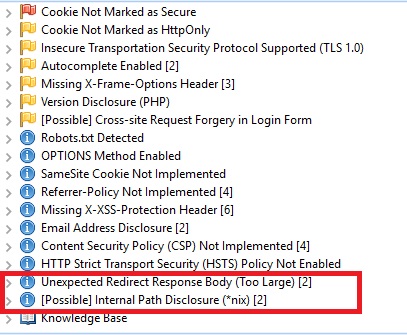 Cookie Not Marked as Secure
Cookie Not Marked as HttpOnly
Insecure Transportation Security Protocol Supported (TLS 1.0)
Autocomplete Enabled [2]
Missing X-Frame-Options Header [3]
Version Disclosure (PHP)
[Possible] Cross-site Request Forgery in Login Form
Robots.txt Detected
OPTIONS Method Enabled
SameSite Cookie Not Implemented
Referrer-Policy Not Implemented [4]
Missing X-XSS-Protection Header [6]
Email Address Disclosure [2]
Content Security Policy (CSP) Not Implemented [4]
HTTP Strict Transport Security (HSTS) Policy Not Enabled
Unexpected Redirect Response Body (Too Large) [2]
[Possible] Internal Path Disclosure (*nix) [2]
Knowledge Base